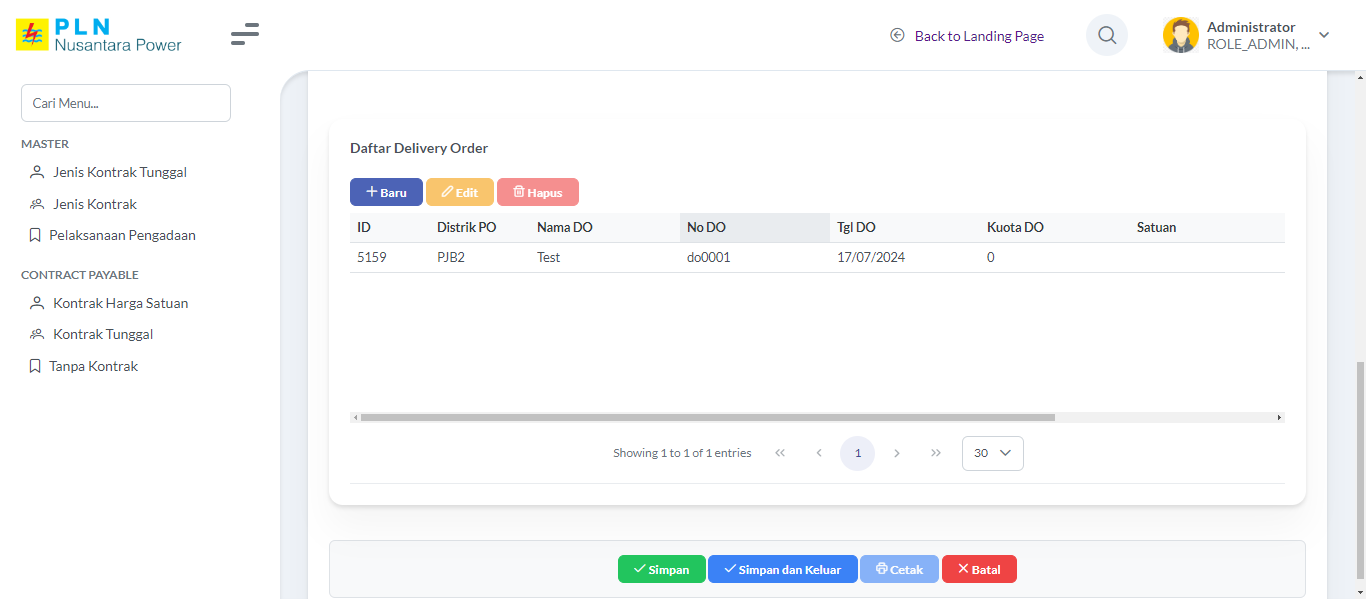 PLN
Nusantara Power
Back to Landing Page
Administrator
ROLE_ADMIN, ...
Cari Menu...
MASTER
Jenis Kontrak Tunggal
Jenis Kontrak
Pelaksanaan Pengadaan
CONTRACT PAYABLE
Kontrak Harga Satuan
Kontrak Tunggal
Tanpa Kontrak
Daftar Delivery Order
Baru Edit Hapus
ID Distrik PO Nama DO No DO Tgl DO Kuota DO Satuan
5159 PJB2 Test do0001 17/07/2024 0
Showing 1 to 1 of 1 entries 1 30
Simpan Simpan dan Keluar Cetak Batal